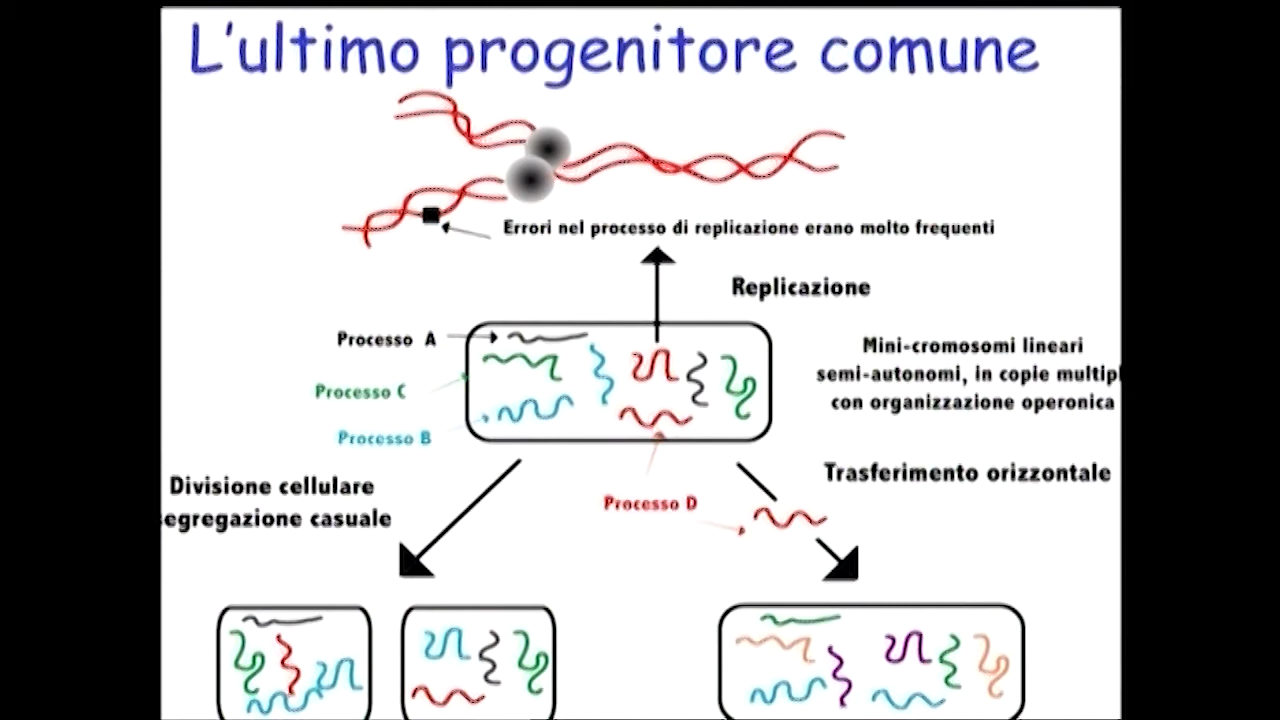 L'ultimo progenitore comune
Errori nel processo di replicazione erano molto frequenti
Replicazione
Processo A
Mini-cromosomi lineari
semi-autonomi, in copie multipl
con organizzazione operonica
Processo C
Processo B
Divisione cellulare
segregazione casuale
Trasferimento orizzontale
Processo D